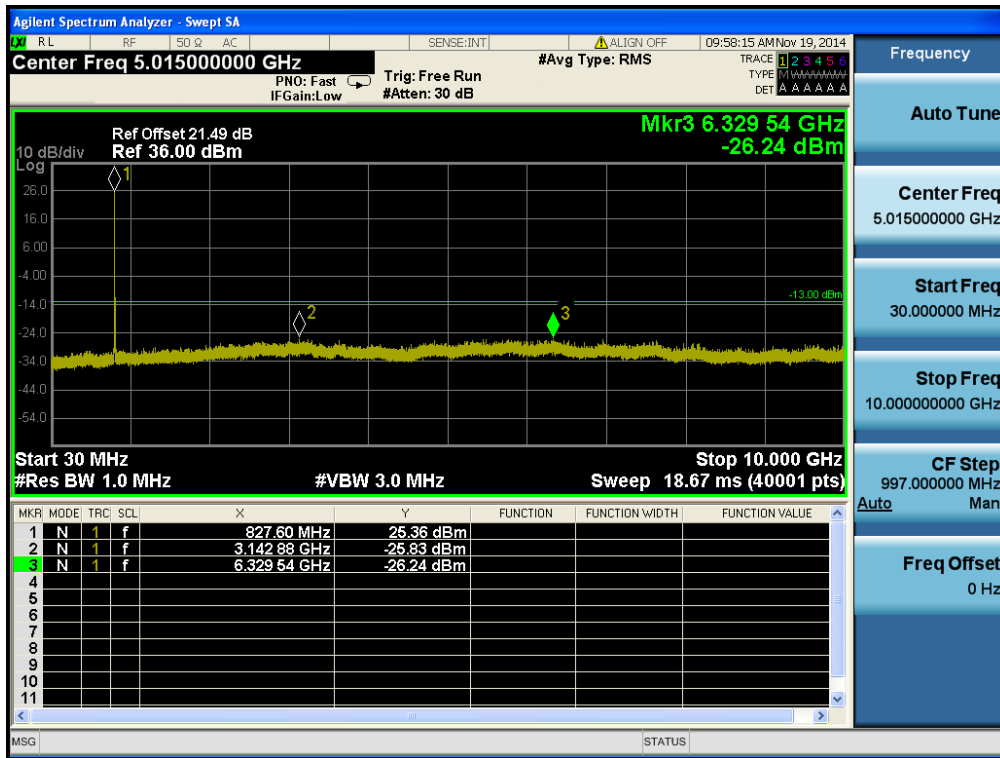 Agilent Spectrum Analyzer - Swept SA
LXI RL RF 50 Ω AC SENSE:INT ALIGN OFF 09:58:15 AM Nov 19, 2014
Center Freq 5.015000000 GHz
#Avg Type: RMS
TRACE 1 2 3 4 5 6
PNO: Fast Trig: Free Run
TYPE M WWWWW
IFGain:Low #Atten: 30 dB
DET A A A A A A
Frequency
Auto Tune
Mkr3 6.329 54 GHz
-26.24 dBm
Ref Offset 21.49 dB
10 dB/div Ref 36.00 dBm
Log
1
26.0
16.0
6.00
-4.00
-13.00 dBm
-14.0
2
3
-24.0
-34.0
-44.0
-54.0
Start 30 MHz Stop 10.000 GHz
#Res BW 1.0 MHz #VBW 3.0 MHz Sweep 18.67 ms (40001 pts)
Center Freq
5.015000000 GHz
Start Freq
30.000000 MHz
Stop Freq
10.000000000 GHz
CF Step
997.000000 MHz
Auto Man
Freq Offset
0 Hz
MKR MODE TRC SCL X Y FUNCTION FUNCTION WIDTH FUNCTION VALUE
1 N 1 f 827.60 MHz 25.36 dBm
2 N 1 f 3.142 88 GHz -25.83 dBm
3 N 1 f 6.329 54 GHz -26.24 dBm
4
5
6
7
8
9
10
11
MSG STATUS